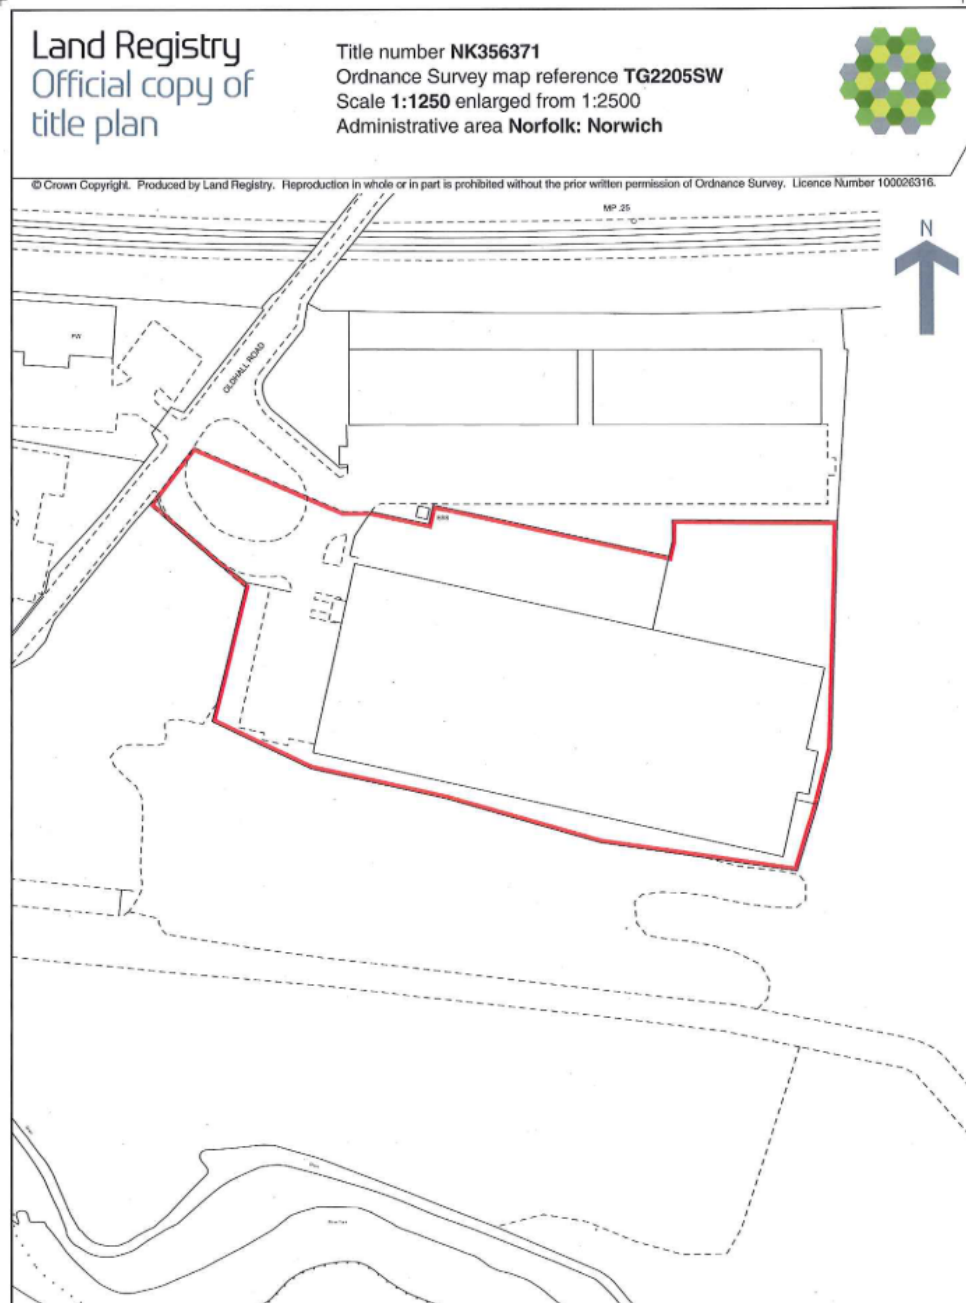 Land Registry
Official copy of
title plan
Title number NK356371
Ordnance Survey map reference TG2205SW
Scale 1:1250 enlarged from 1:2500
Administrative area Norfolk: Norwich
© Crown Copyright. Produced by Land Registry. Reproduction in whole or in part is prohibited without the prior written permission of Ordnance Survey. Licence Number 100026316.
MP .25
N
OLDHALL ROAD